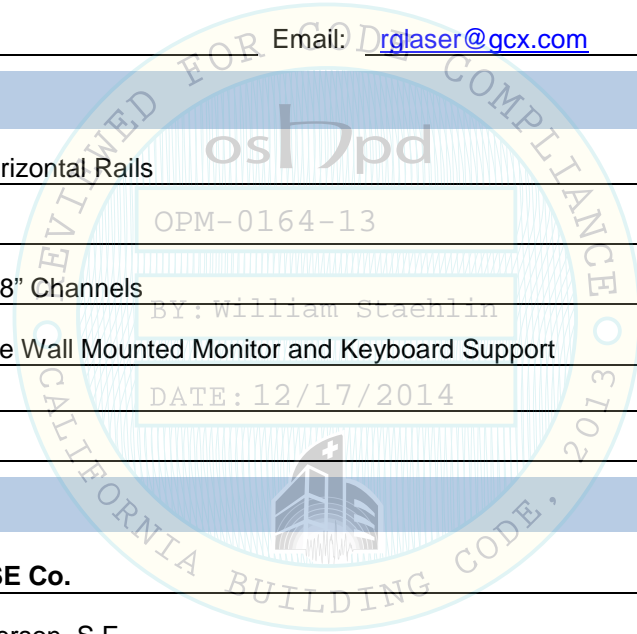 Email: rglaser@gcx.com
REVIEWED FOR CODE COMPLIANCE
oshpd
rizontal Rails
OPM-0164-13
8” Channels
BY: William Staehlin
e Wall Mounted Monitor and Keyboard Support
DATE: 12/17/2014
CALIFORNIA BUILDING CODE, 2013
SE Co.
erson, S.E.